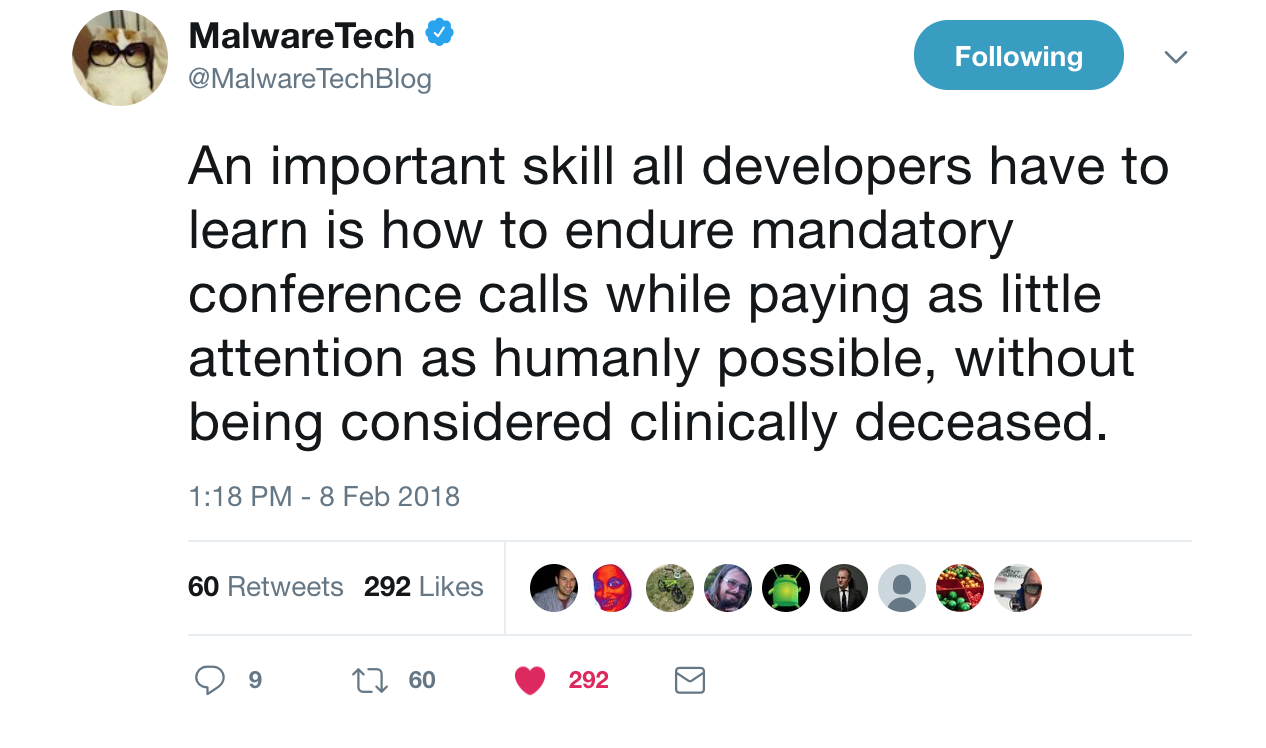 MalwareTech
@MalwareTechBlog
Following
An important skill all developers have to
learn is how to endure mandatory
conference calls while paying as little
attention as humanly possible, without
being considered clinically deceased.
1:18 PM - 8 Feb 2018
60 Retweets 292 Likes
9 60 292